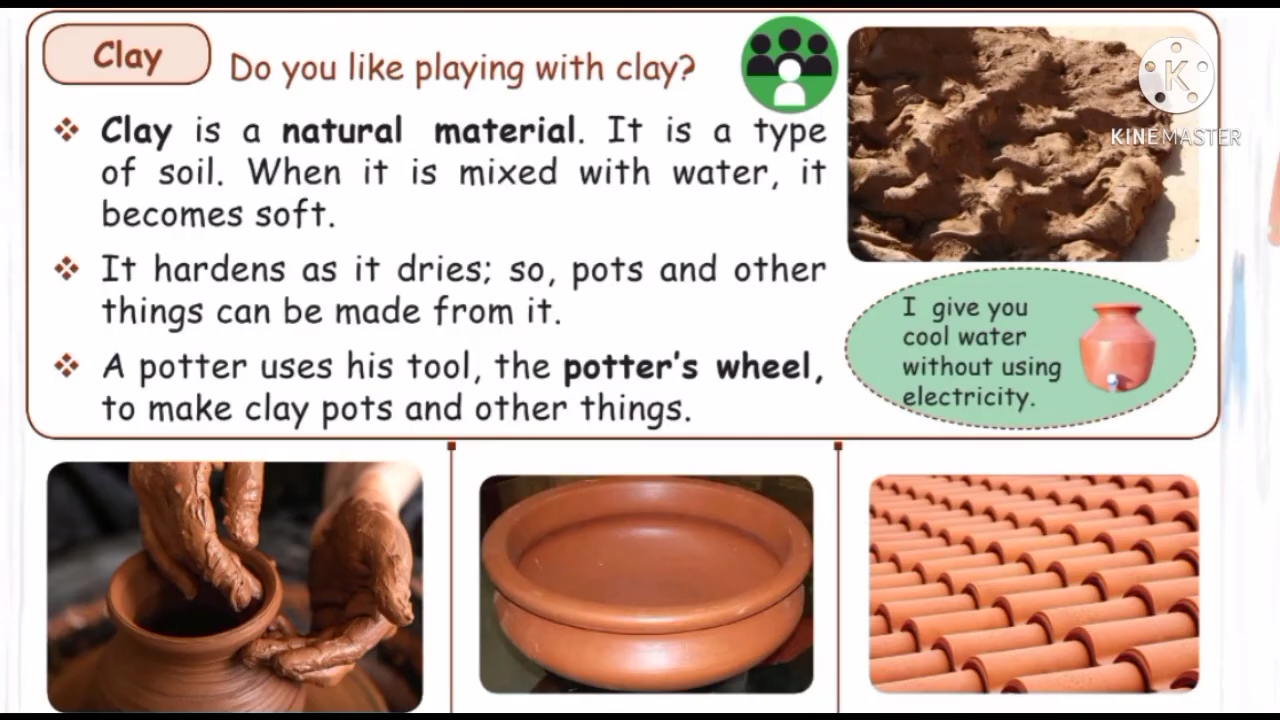 Clay
Do you like playing with clay?
Clay is a natural material. It is a type
of soil. When it is mixed with water, it
becomes soft.
It hardens as it dries; so, pots and other
things can be made from it.
A potter uses his tool, the potter's wheel,
to make clay pots and other things.
K
KINEMASTER
I give you
cool water
without using
electricity.